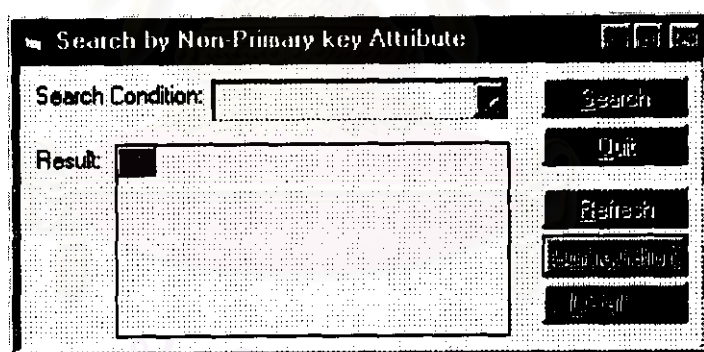 Search by Non-Primary key Attribute
Search Condition:
Search
Quit
Result:
Refresh